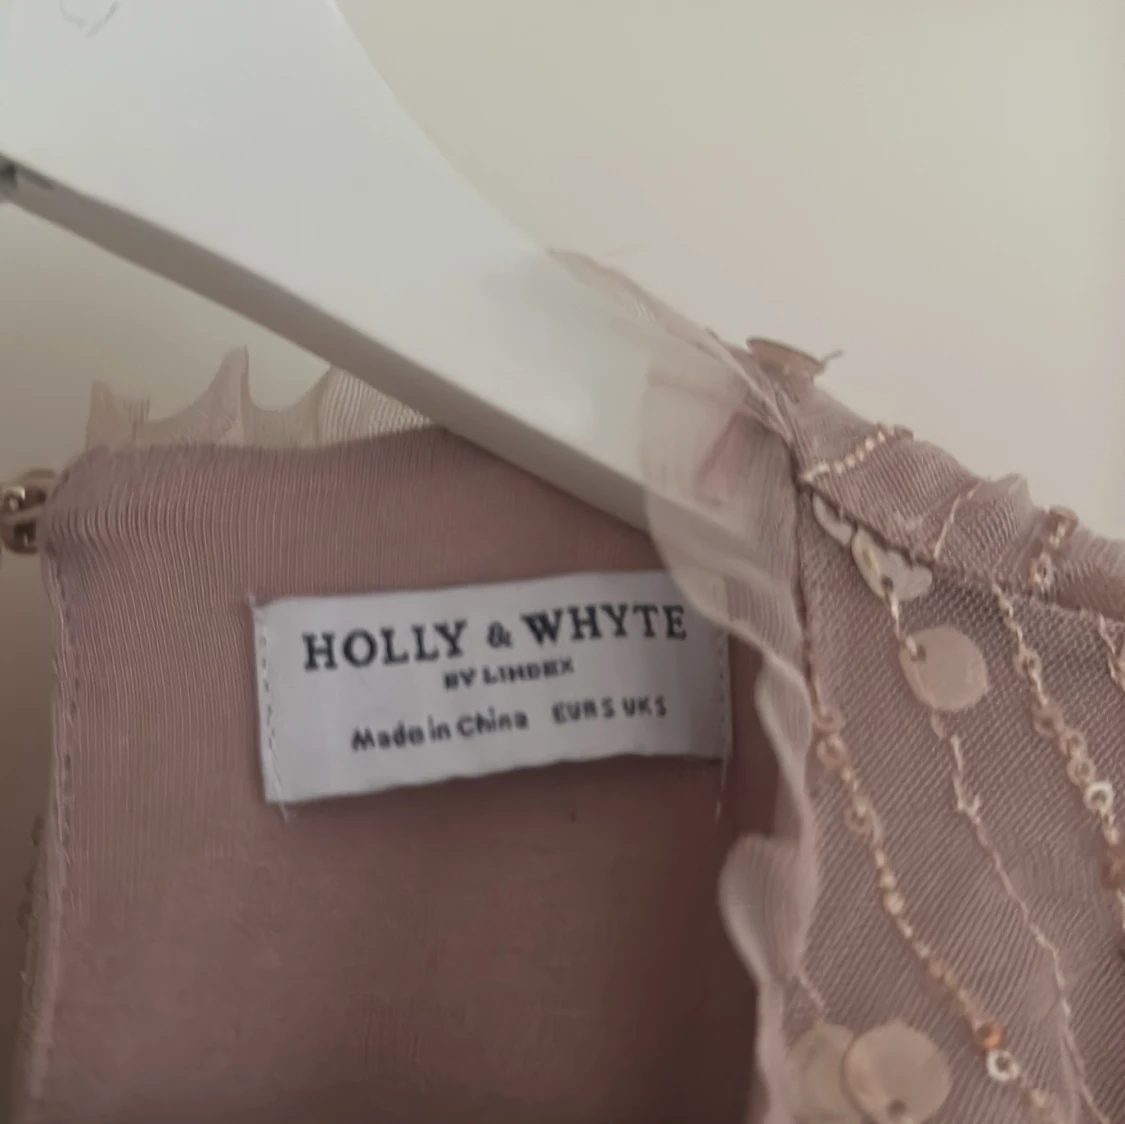 HOLLY & WHYTE
BY LINDEX
Made in China EUR S UK S